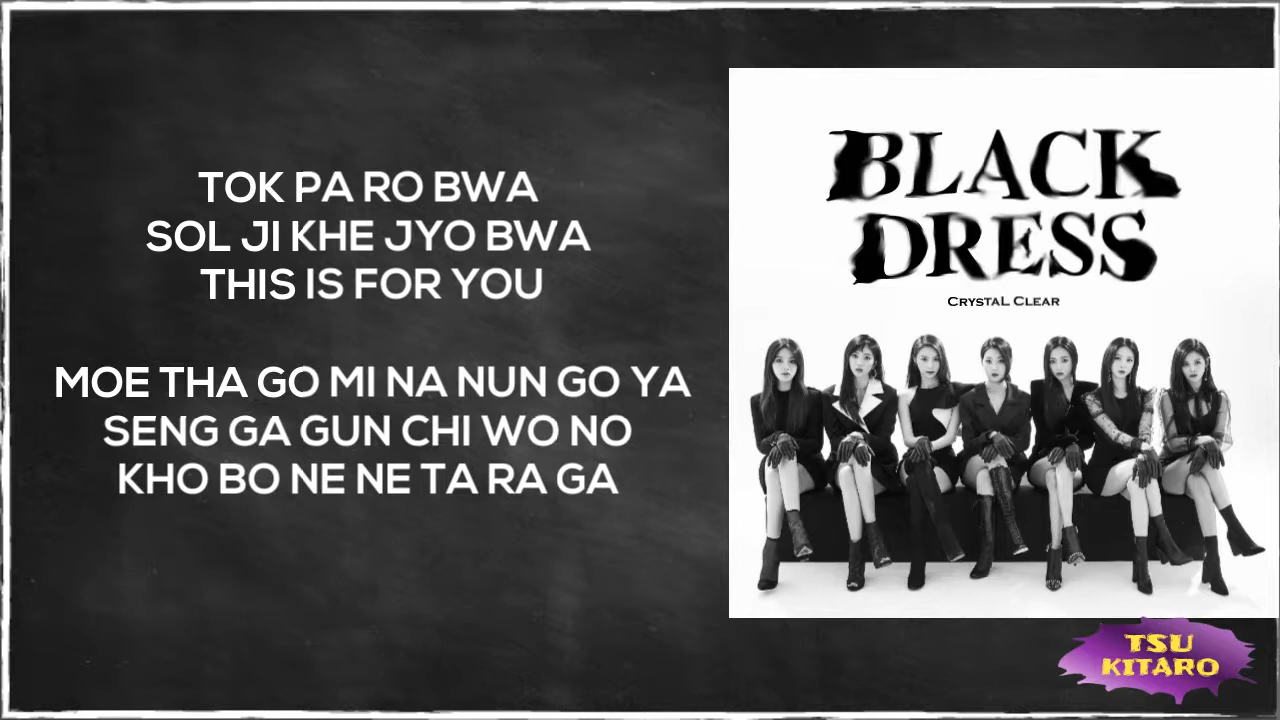 TOK PA RO BWA
SOL JI KHE JYO BWA
THIS IS FOR YOU
MOE THA GO MI NA NUN GO YA
SENG GA GUN CHI WO NO
KHO BO NE NE TA RA GA
BLACK
DRESS
CRYSTAL CLEAR
TSU
KITARO